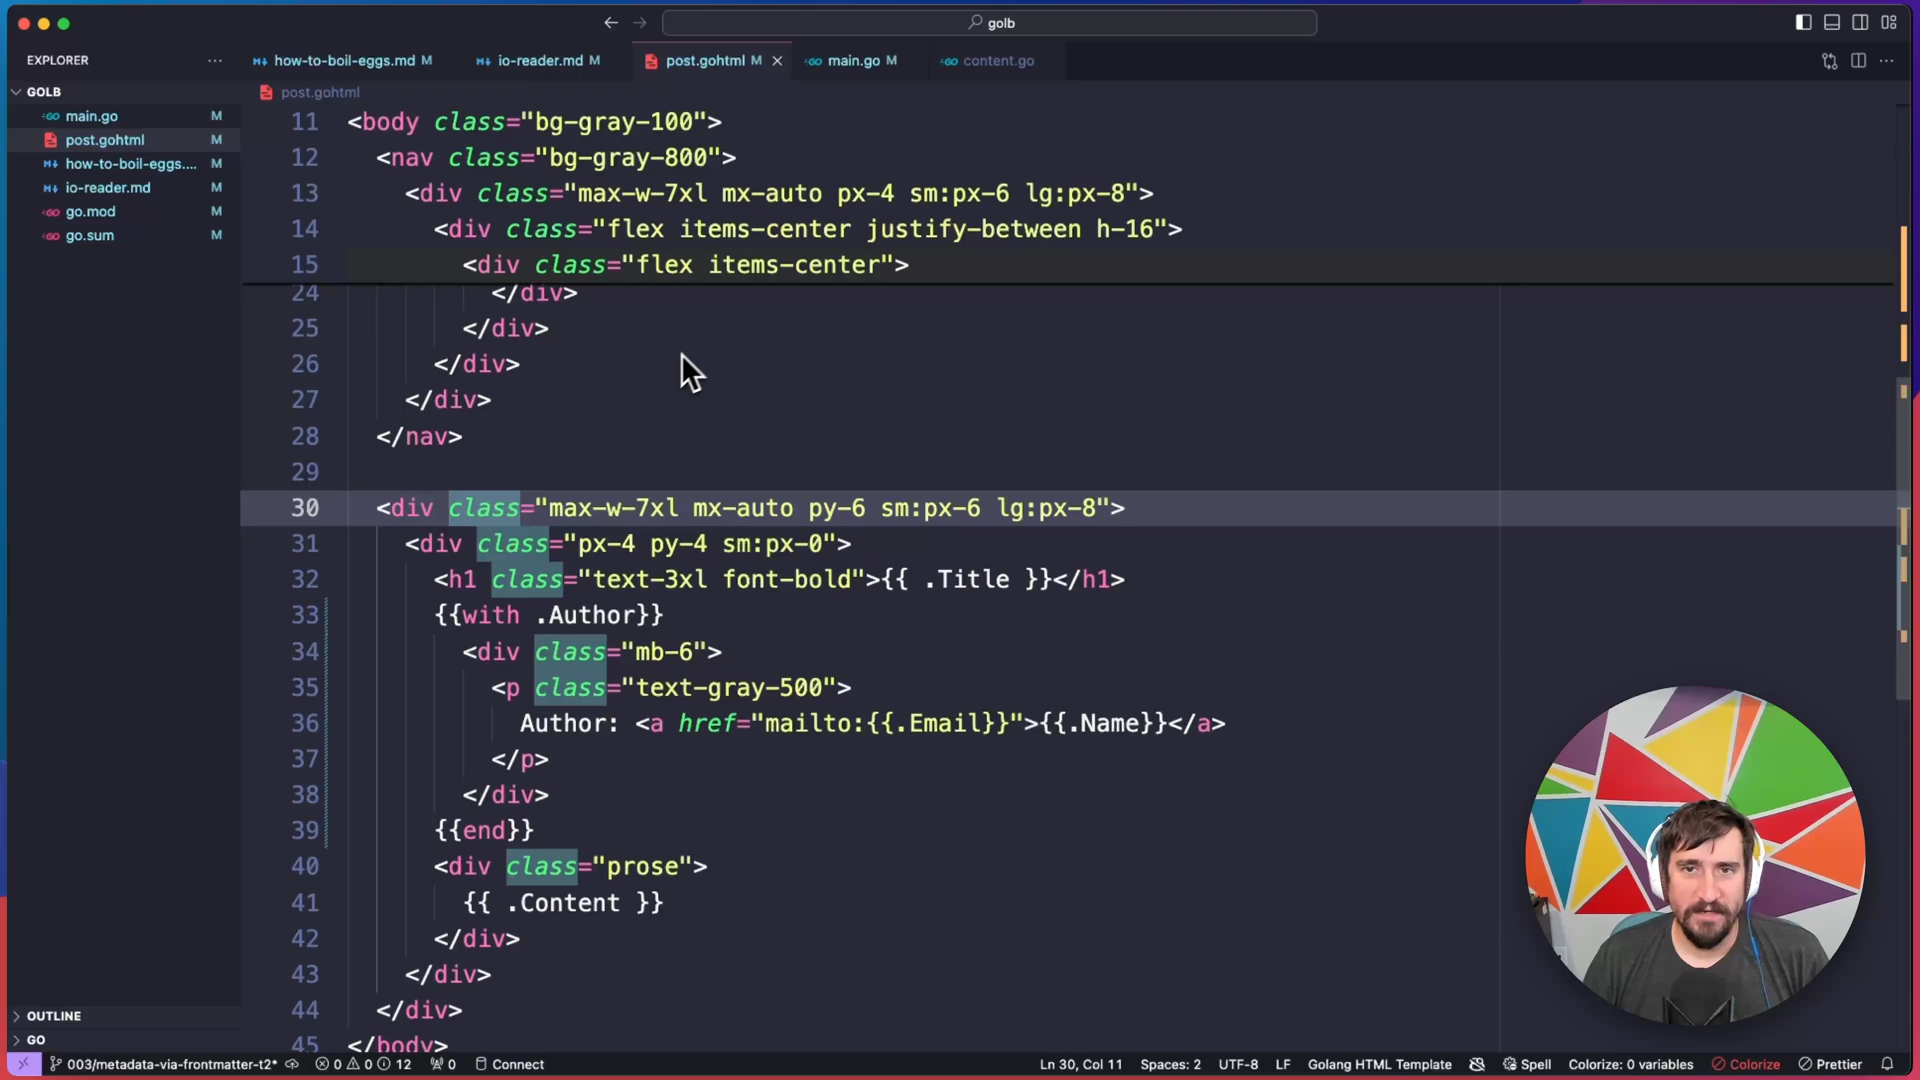 golb
EXPLORER
GOLB
main.go M
post.gohtml M
how-to-boil-eggs.... M
io-reader.md M
go.mod M
go.sum M
OUTLINE
GO
how-to-boil-eggs.md M
io-reader.md M
post.gohtml M
main.go M
content.go
post.gohtml
11 <body class="bg-gray-100">
12 <nav class="bg-gray-800">
13 <div class="max-w-7xl mx-auto px-4 sm:px-6 lg:px-8">
14 <div class="flex items-center justify-between h-16">
15 <div class="flex items-center">
24 </div>
25 </div>
26 </div>
27 </div>
28 </nav>
29
30 <div class="max-w-7xl mx-auto py-6 sm:px-6 lg:px-8">
31 <div class="px-4 py-4 sm:px-0">
32 <h1 class="text-3xl font-bold">{{ .Title }}</h1>
33 {{with .Author}}
34 <div class="mb-6">
35 <p class="text-gray-500">
36 Author: <a href="mailto:{{.Email}}">{{.Name}}</a>
37 </p>
38 </div>
39 {{end}}
40 <div class="prose">
41 {{ .Content }}
42 </div>
43 </div>
44 </div>
45 </body>
003/metadata-via-frontmatter-t2* 0 0 12 0 Connect Ln 30, Col 11 Spaces: 2 UTF-8 LF Golang HTML Template Spell Colorize: 0 variables Colorize Prettier